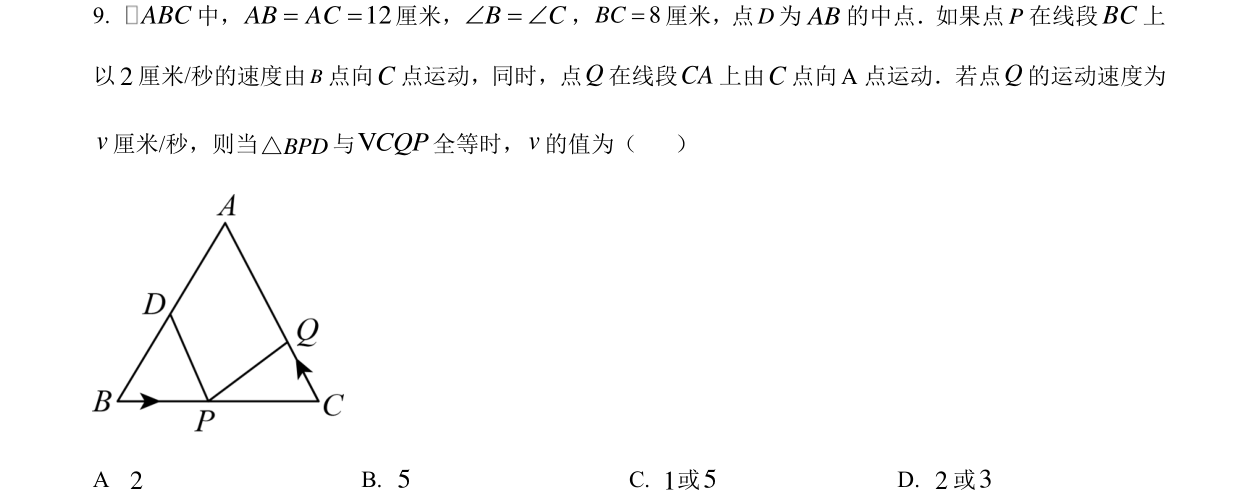 9. □ABC 中，AB = AC =12厘米，∠B = ∠C，BC =8厘米，点 D 为 AB 的中点．如果点 P 在线段 BC 上
以 2 厘米/秒的速度由 B 点向 C 点运动，同时，点 Q 在线段 CA 上由 C 点向 A 点运动．若点 Q 的运动速度为
v 厘米/秒，则当△BPD 与VCQP 全等时，v 的值为（　　）
A
D
Q
B
P
C
A 2 B. 5 C. 1或5 D. 2或3